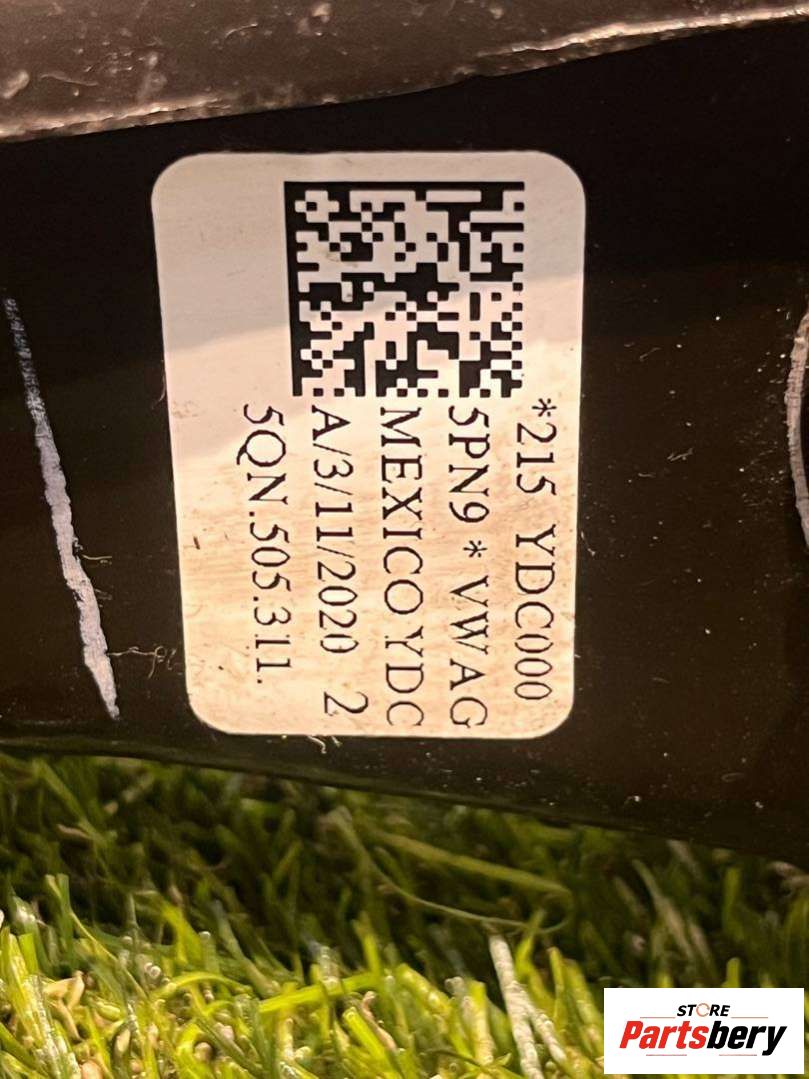 *215 YDC000
5PN9 * VWAG
MEXICO YDC
A/3/11/2020 2
5QN.505.311.
STORE
Partsbery